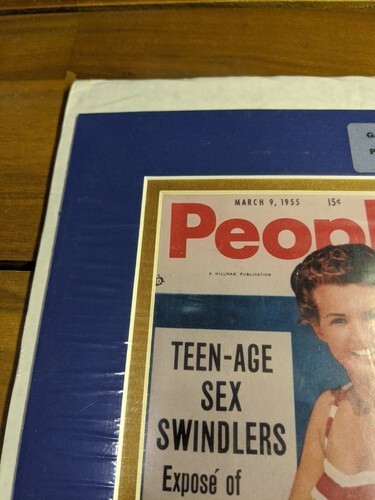 MARCH 9, 1955 15¢
Peopl
A HILLMAN PUBLICATION
TEEN-AGE
SEX
SWINDLERS
Exposé of